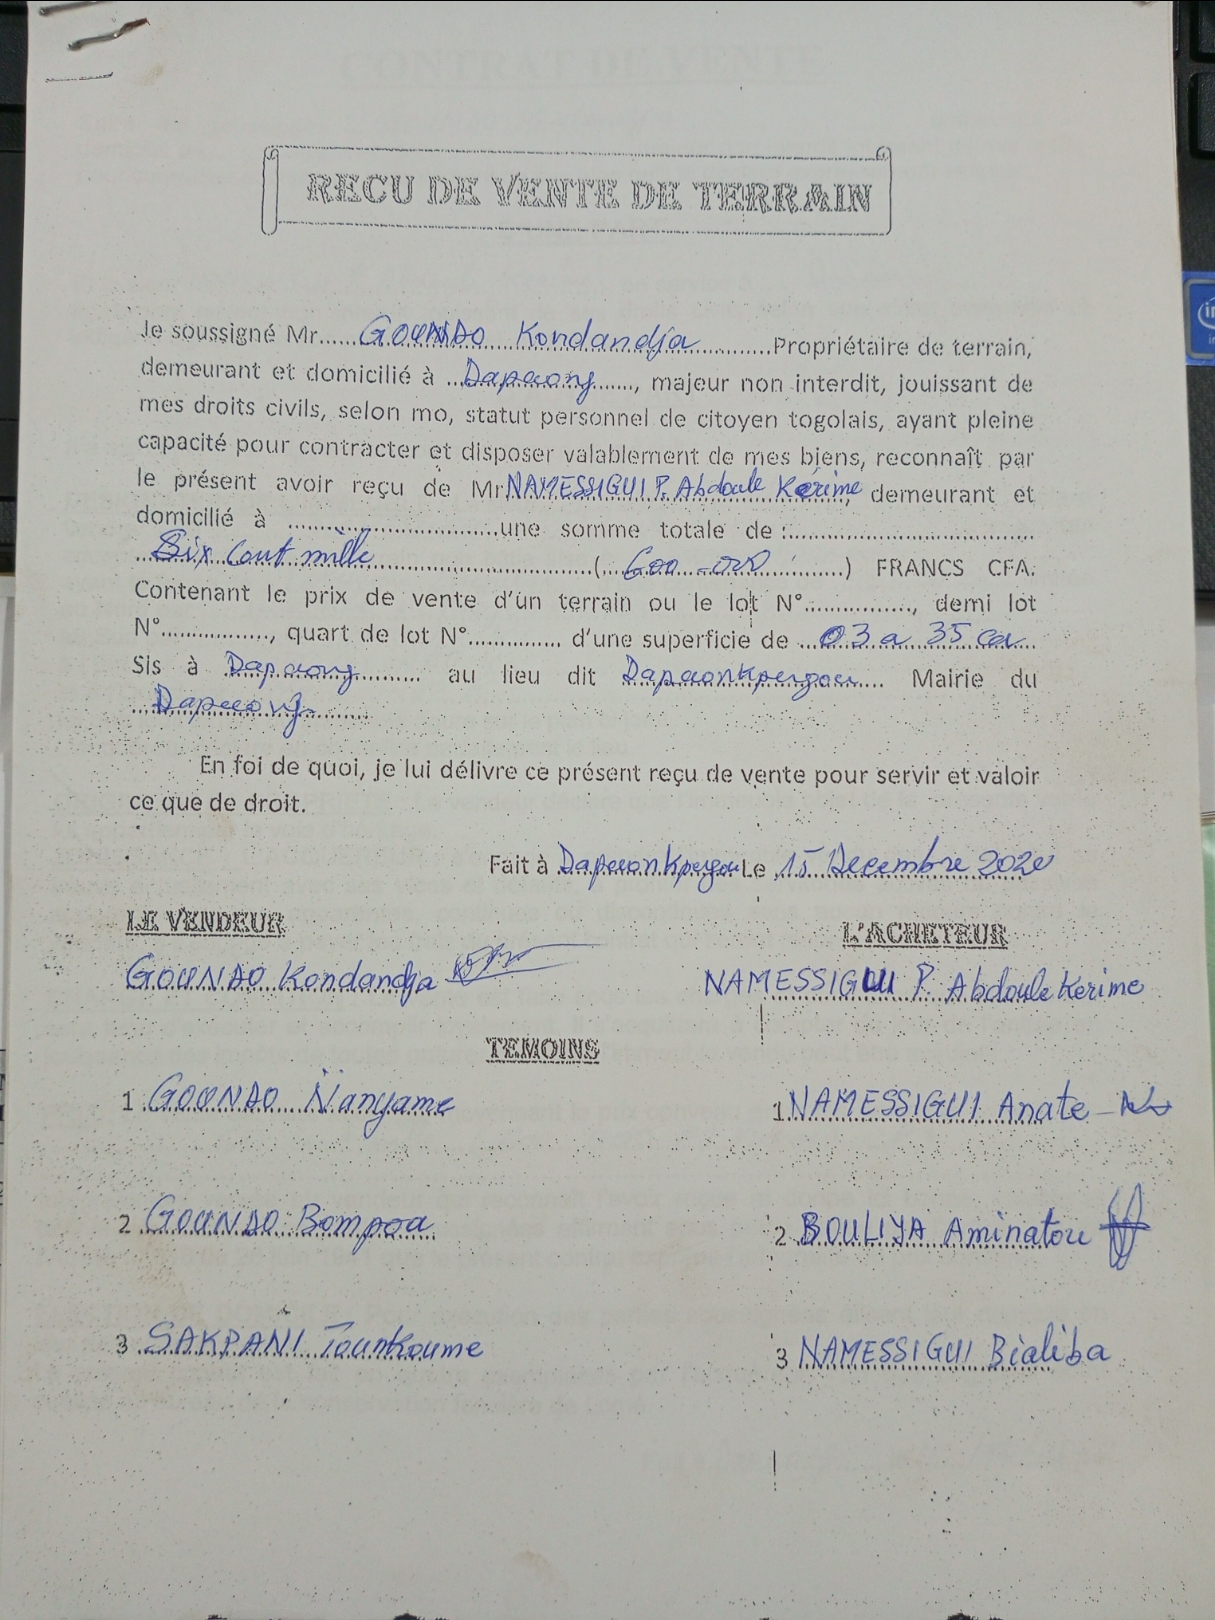 RECU DE VENTE DE TERRAIN
Je soussigné Mr......GOUNDO Kondandja............Propriétaire de terrain,
demeurant et domicilié à ...Dapaong......, majeur non interdit, jouissant de
mes droits civils, selon mo, statut personnel de citoyen togolais, ayant pleine
capacité pour contracter et disposer valablement de mes biens, reconnaît par
le présent avoir reçu de Mr NAMESSIGUI P. Abdoule Kerime demeurant et
domicilié à ................................une somme totale de :....................................
..Six cent mille.................................(...600 000............) FRANCS CFA.
Contenant le prix de vente d'un terrain ou le lot N°................, demi lot
N°................, quart de lot N°.............. d'une superficie de ...03 a 35 ca...
Sis à Dapaong.......... au lieu dit Dapaonkpergou.... Mairie du
...Dapaong..........
En foi de quoi, je lui délivre ce présent reçu de vente pour servir et valoir
ce que de droit.
Fait à Dapaonkpergou Le 15 Decembre 2020
LE VENDEUR
L'ACHETEUR
GOUNDO Kondandja
NAMESSIGUI P. Abdoule Kerime
TEMOINS
1 GOUNDO Nanyame
1 NAMESSIGUI Anate
2 GOUNDO Bompoa
2 BOULIYA Aminatou
3 SAKPANI Tounkoume
3 NAMESSIGUI Bialiba